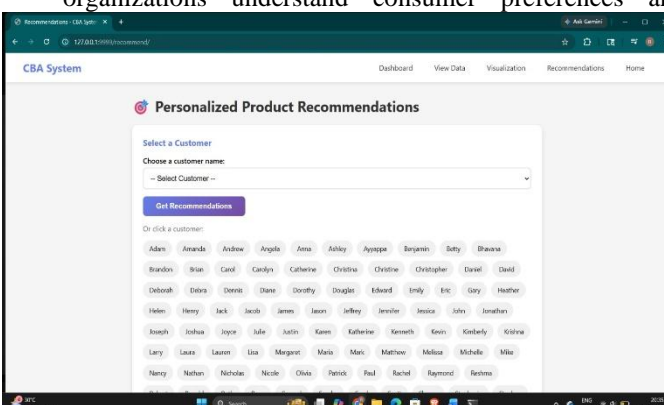 organizations understand consumer preferences
Recommendations - CBA Syste × +
Ask Gemini
127.0.0.1:9999/recommend/
CBA System Dashboard View Data Visualization Recommendations Home
🎯 Personalized Product Recommendations
Select a Customer
Choose a customer name:
-- Select Customer --
Get Recommendations
Or click a customer:
Adam Amanda Andrew Angela Anna Ashley Ayyappa Benjamin Betty Bhavana
Brandon Brian Carol Carolyn Catherine Christina Christine Christopher Daniel David
Deborah Debra Dennis Diane Dorothy Douglas Edward Emily Eric Gary Heather
Helen Henry Jack Jacob James Jason Jeffrey Jennifer Jessica John Jonathan
Joseph Joshua Joyce Julie Justin Karen Katherine Kenneth Kevin Kimberly Krishna
Larry Laura Lauren Lisa Margaret Maria Mark Matthew Melissa Michelle Mike
Nancy Nathan Nicholas Nicole Olivia Patrick Paul Rachel Raymond Reshma
Search ENG